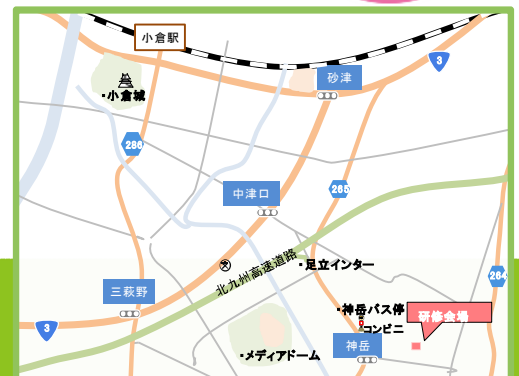 小倉駅
3
砂津
・小倉城
286
265
中津口
・足立インター
北九州高速道路
264
三萩野
・神岳バス停
研修会場
コンビニ
3
神岳
・メディアドーム